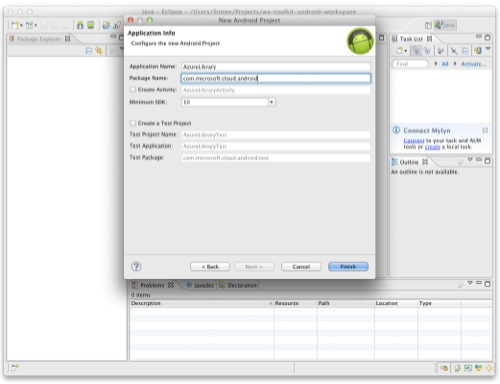 Java - Eclipse - /Users/Simon/Projects/wa-toolkit-android-workspace
New Android Project
Java
Package Explorer
Application Info
Configure the new Android Project
Application Name: AzureLibrary
Package Name: com.microsoft.cloud.android
Create Activity: AzureLibraryActivity
Minimum SDK: 10
Create a Test Project
Test Project Name: AzureLibraryTest
Test Application: AzureLibraryTest
Test Package: com.microsoft.cloud.android.test
? < Back Next > Cancel Finish
Task List
Find All Activate...
Connect Mylyn
Connect to your task and ALM
tools or create a local task.
Outline
An outline is not available.
Problems Javadoc Declaration
0 items
Description Resource Path Location Type